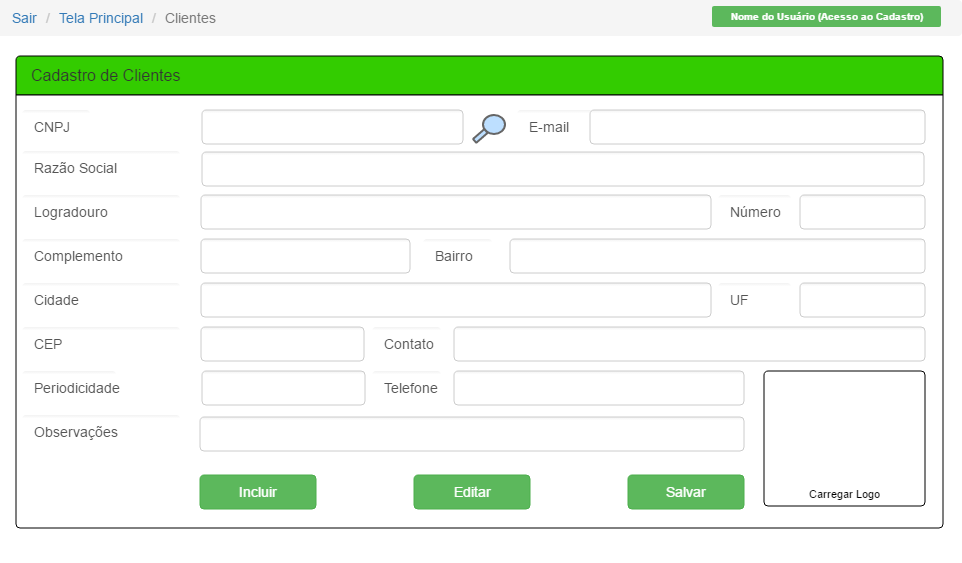 Sair / Tela Principal / Clientes
Nome do Usuário (Acesso ao Cadastro)
Cadastro de Clientes
CNPJ
E-mail
Razão Social
Logradouro
Número
Complemento
Bairro
Cidade
UF
CEP
Contato
Periodicidade
Telefone
Observações
Incluir
Editar
Salvar
Carregar Logo